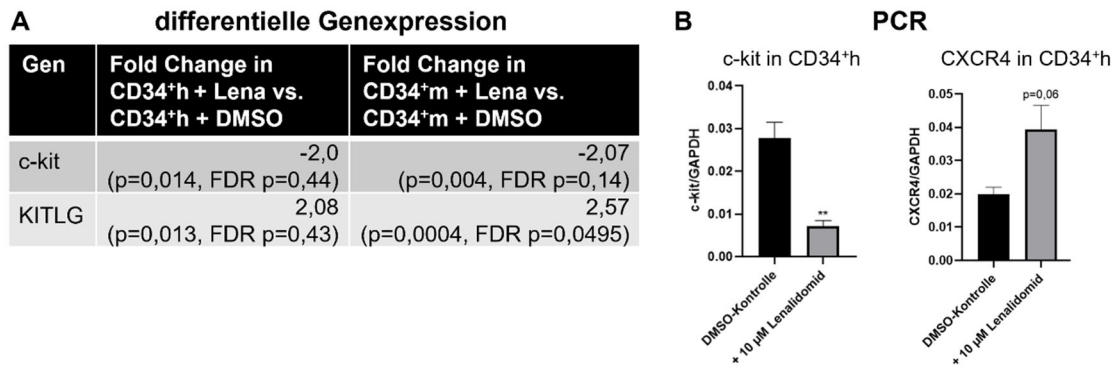 A differentielle Genexpression
Gen
Fold Change in
CD34⁺h + Lena vs.
CD34⁺h + DMSO
Fold Change in
CD34⁺m + Lena vs.
CD34⁺m + DMSO
c-kit
-2,0
(p=0,014, FDR p=0,44)
-2,07
(p=0,004, FDR p=0,14)
KITLG
2,08
(p=0,013, FDR p=0,43)
2,57
(p=0,0004, FDR p=0,0495)
B PCR
c-kit in CD34⁺h
c-kit/GAPDH
0.04
0.03
0.02
0.01
0.00
**
DMSO-Kontrolle
+ 10 µM Lenalidomid
CXCR4 in CD34⁺h
p=0,06
CXCR4/GAPDH
0.05
0.04
0.03
0.02
0.01
0.00
DMSO-Kontrolle
+ 10 µM Lenalidomid